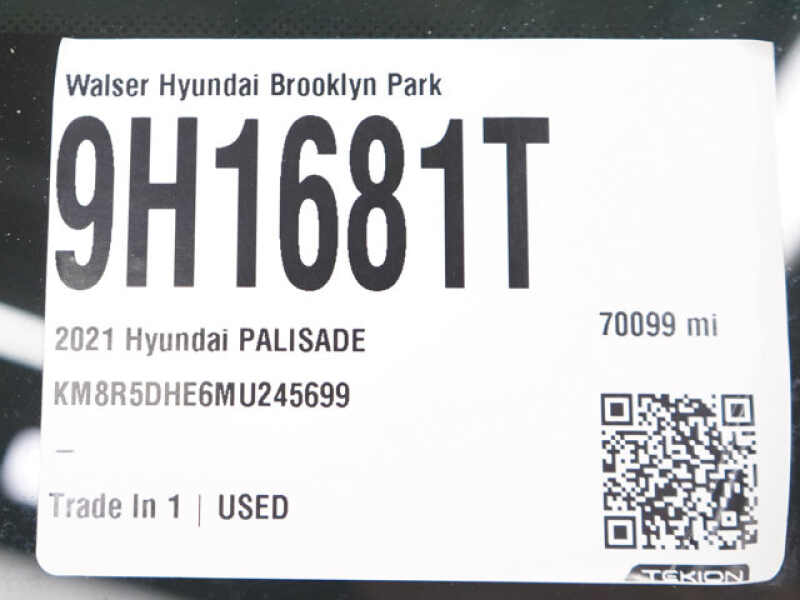 Walser Hyundai Brooklyn Park
9H1681T
2021 Hyundai PALISADE
70099 mi
KM8R5DHE6MU245699
–
Trade In 1 | USED
TEKION